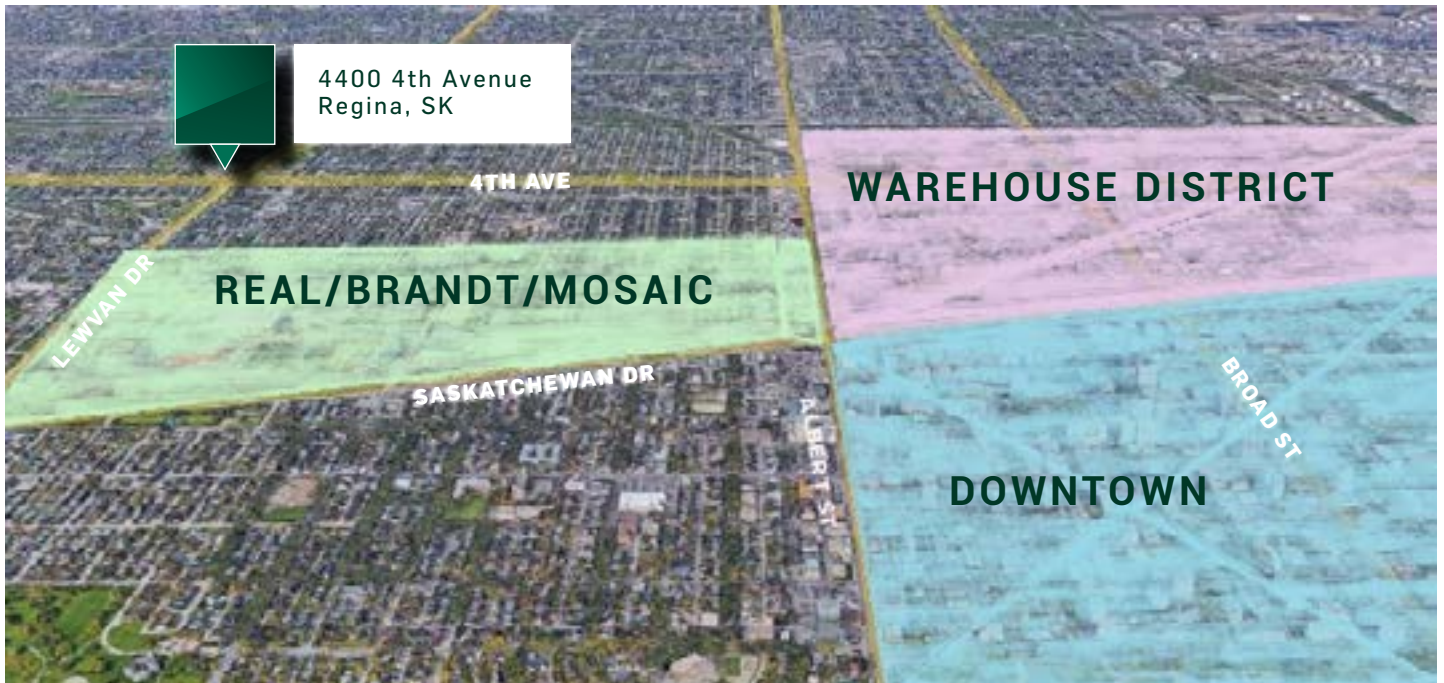 4400 4th Avenue
Regina, SK
4TH AVE
WAREHOUSE DISTRICT
LEWVAN DR
REAL/BRANDT/MOSAIC
SASKATCHEWAN DR
ALBERT ST
BROAD ST
DOWNTOWN